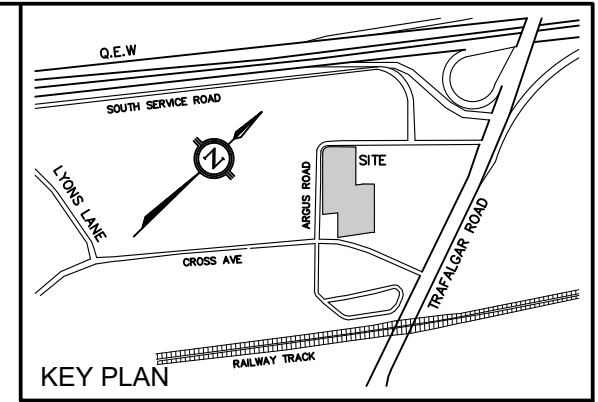 Q.E.W
SOUTH SERVICE ROAD
LYONS LANE
N
ARGUS ROAD
SITE
CROSS AVE
TRAFALGAR ROAD
RAILWAY TRACK
KEY PLAN